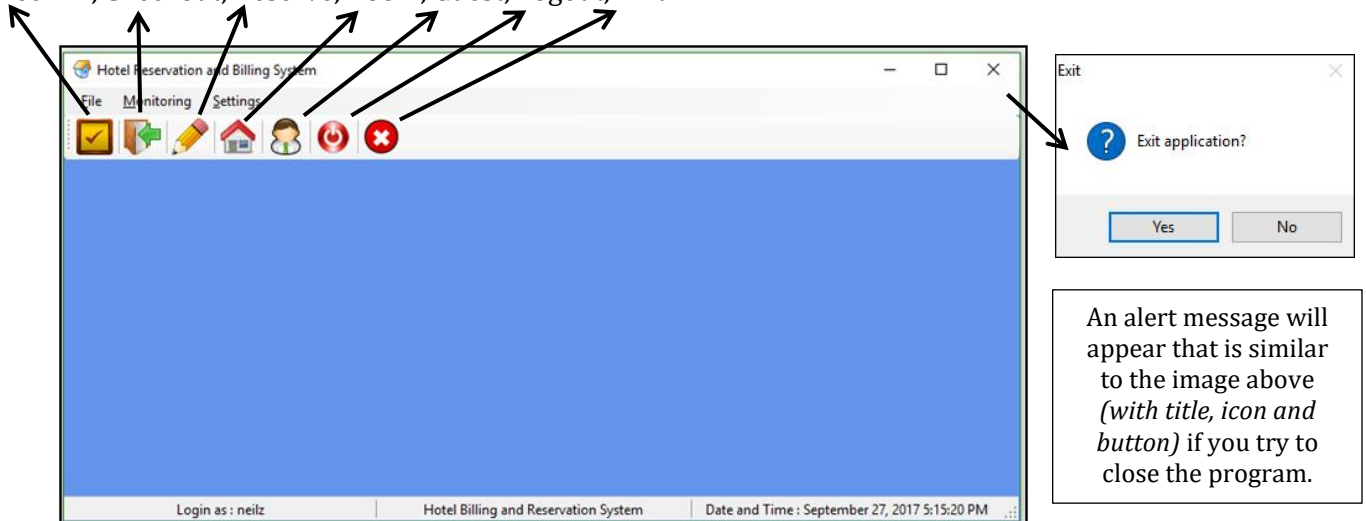 Hotel Reservation and Billing System
File Monitoring Settings
Login as : neilz
Hotel Billing and Reservation System
Date and Time : September 27, 2017 5:15:20 PM
Exit
Exit application?
Yes No
An alert message will
appear that is similar
to the image above
(with title, icon and
button) if you try to
close the program.